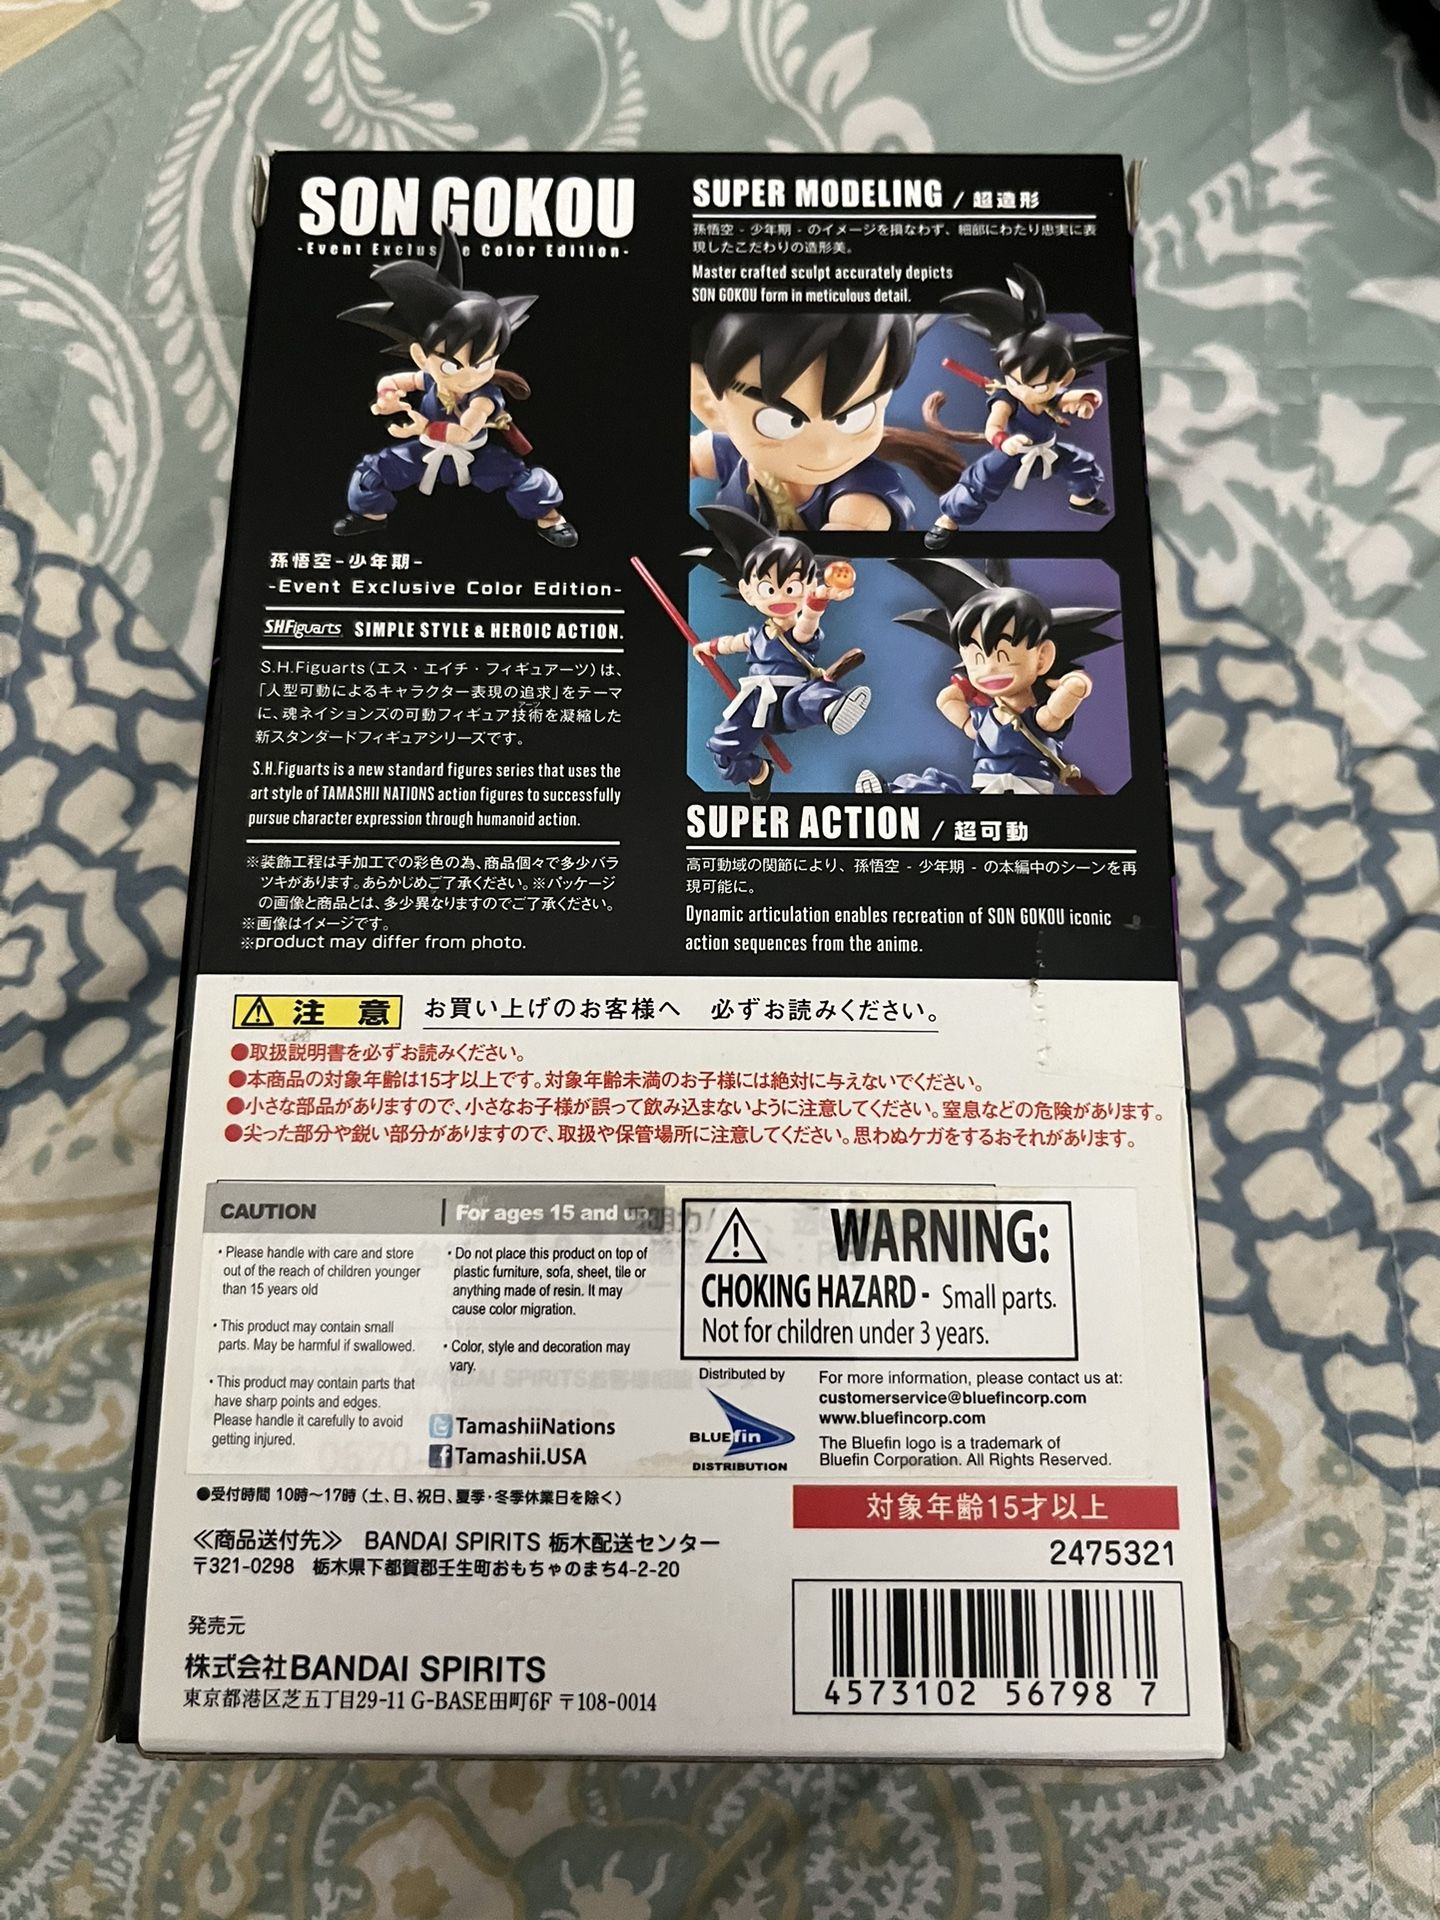 SON GOKOU
-Event Exclusive Color Edition-
孫悟空-少年期-
-Event Exclusive Color Edition-
S.H.Figuarts SIMPLE STYLE & HEROIC ACTION.
S.H.Figuarts(エス・エイチ・フィギュアーツ)は、
「人型可動によるキャラクター表現の追求」をテーマ
アーツ
に、魂ネイションズの可動フィギュア技術を凝縮した
新スタンダードフィギュアシリーズです。
S.H.Figuarts is a new standard figures series that uses the
art style of TAMASHII NATIONS action figures to successfully
pursue character expression through humanoid action.
※装飾工程は手加工での彩色の為、商品個々で多少バラ
ツキがあります。あらかじめご了承ください。※パッケージ
の画像と商品とは、多少異なりますのでご了承ください。
※画像はイメージです。
※product may differ from photo.
SUPER MODELING / 超造形
孫悟空 - 少年期 - のイメージを損なわず、細部にわたり忠実に表
現したこだわりの造形美。
Master crafted sculpt accurately depicts
SON GOKOU form in meticulous detail.
SUPER ACTION / 超可動
高可動域の関節により、孫悟空 - 少年期 - の本編中のシーンを再
現可能に。
Dynamic articulation enables recreation of SON GOKOU iconic
action sequences from the anime.
注意 お買い上げのお客様へ 必ずお読みください。
●取扱説明書を必ずお読みください。
●本商品の対象年齢は15才以上です。対象年齢未満のお子様には絶対に与えないでください。
●小さな部品がありますので、小さなお子様が誤って飲み込まないように注意してください。窒息などの危険があります。
●尖った部分や鋭い部分がありますので、取扱や保管場所に注意してください。思わぬケガをするおそれがあります。
CAUTION
For ages 15 and up
• Please handle with care and store
out of the reach of children younger
than 15 years old
• This product may contain small
parts. May be harmful if swallowed.
• This product may contain parts that
have sharp points and edges.
Please handle it carefully to avoid
getting injured.
• Do not place this product on top of
plastic furniture, sofa, sheet, tile or
anything made of resin. It may
cause color migration.
• Color, style and decoration may
vary.
TamashiiNations
Tamashii.USA
WARNING:
CHOKING HAZARD - Small parts.
Not for children under 3 years.
Distributed by
BLUEfin
DISTRIBUTION
For more information, please contact us at:
customerservice@bluefincorp.com
www.bluefincorp.com
The Bluefin logo is a trademark of
Bluefin Corporation. All Rights Reserved.
●受付時間 10時～17時 (土、日、祝日、夏季・冬季休業日を除く)
≪商品送付先≫ BANDAI SPIRITS 栃木配送センター
〒321-0298 栃木県下都賀郡壬生町おもちゃのまち4-2-20
発売元
株式会社BANDAI SPIRITS
東京都港区芝五丁目29-11 G-BASE田町6F 〒108-0014
対象年齢15才以上
2475321
4573102 56798 7